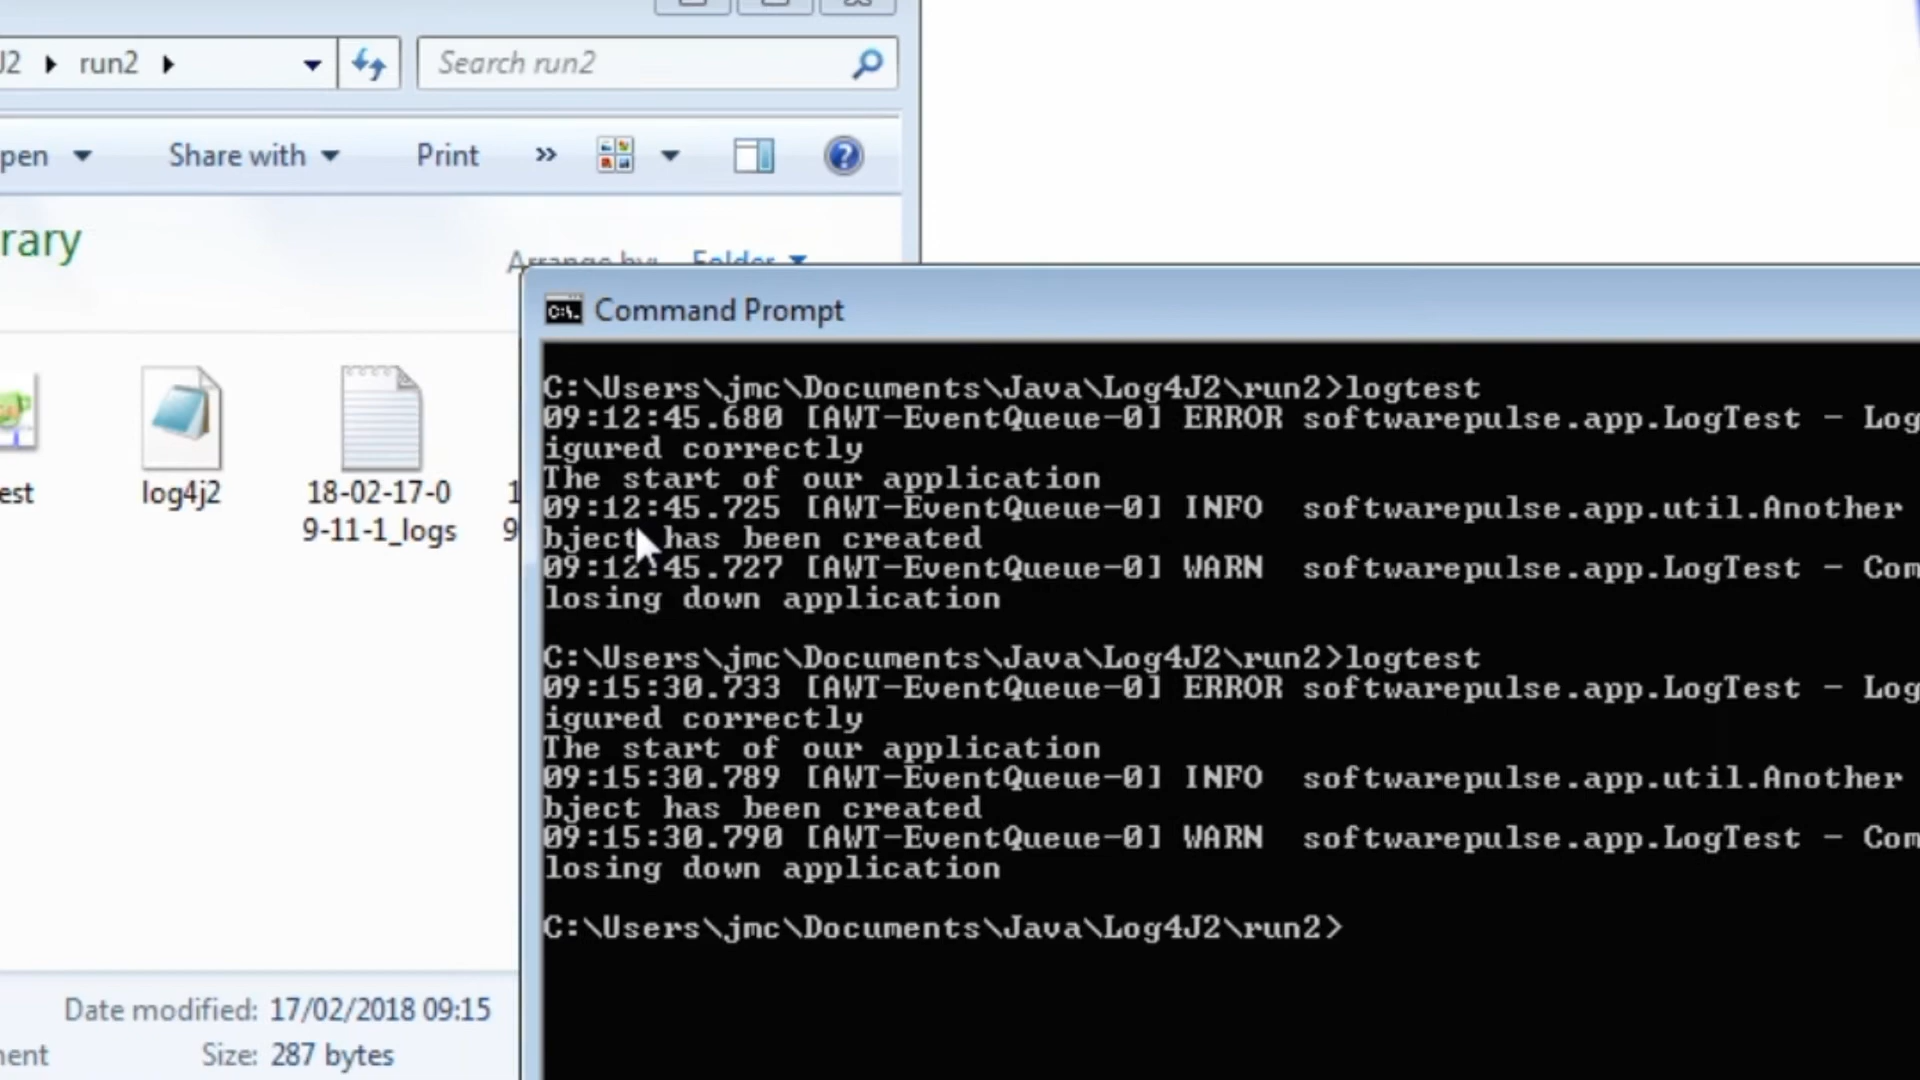 J2 run2
Search run2
pen
Share with
Print
rary
Arrange by: Folder
Command Prompt
est
log4j2
18-02-17-0
9-11-1_logs
1
9
C:\Users\jmc\Documents\Java\Log4J2\run2>logtest
09:12:45.680 [AWT-EventQueue-0] ERROR softwarepulse.app.LogTest - Log
igured correctly
The start of our application
09:12:45.725 [AWT-EventQueue-0] INFO  softwarepulse.app.util.Another
bject has been created
09:12:45.727 [AWT-EventQueue-0] WARN  softwarepulse.app.LogTest - Com
losing down application
C:\Users\jmc\Documents\Java\Log4J2\run2>logtest
09:15:30.733 [AWT-EventQueue-0] ERROR softwarepulse.app.LogTest - Log
igured correctly
The start of our application
09:15:30.789 [AWT-EventQueue-0] INFO  softwarepulse.app.util.Another
bject has been created
09:15:30.790 [AWT-EventQueue-0] WARN  softwarepulse.app.LogTest - Com
losing down application
C:\Users\jmc\Documents\Java\Log4J2\run2>
Date modified: 17/02/2018 09:15
ment
Size: 287 bytes